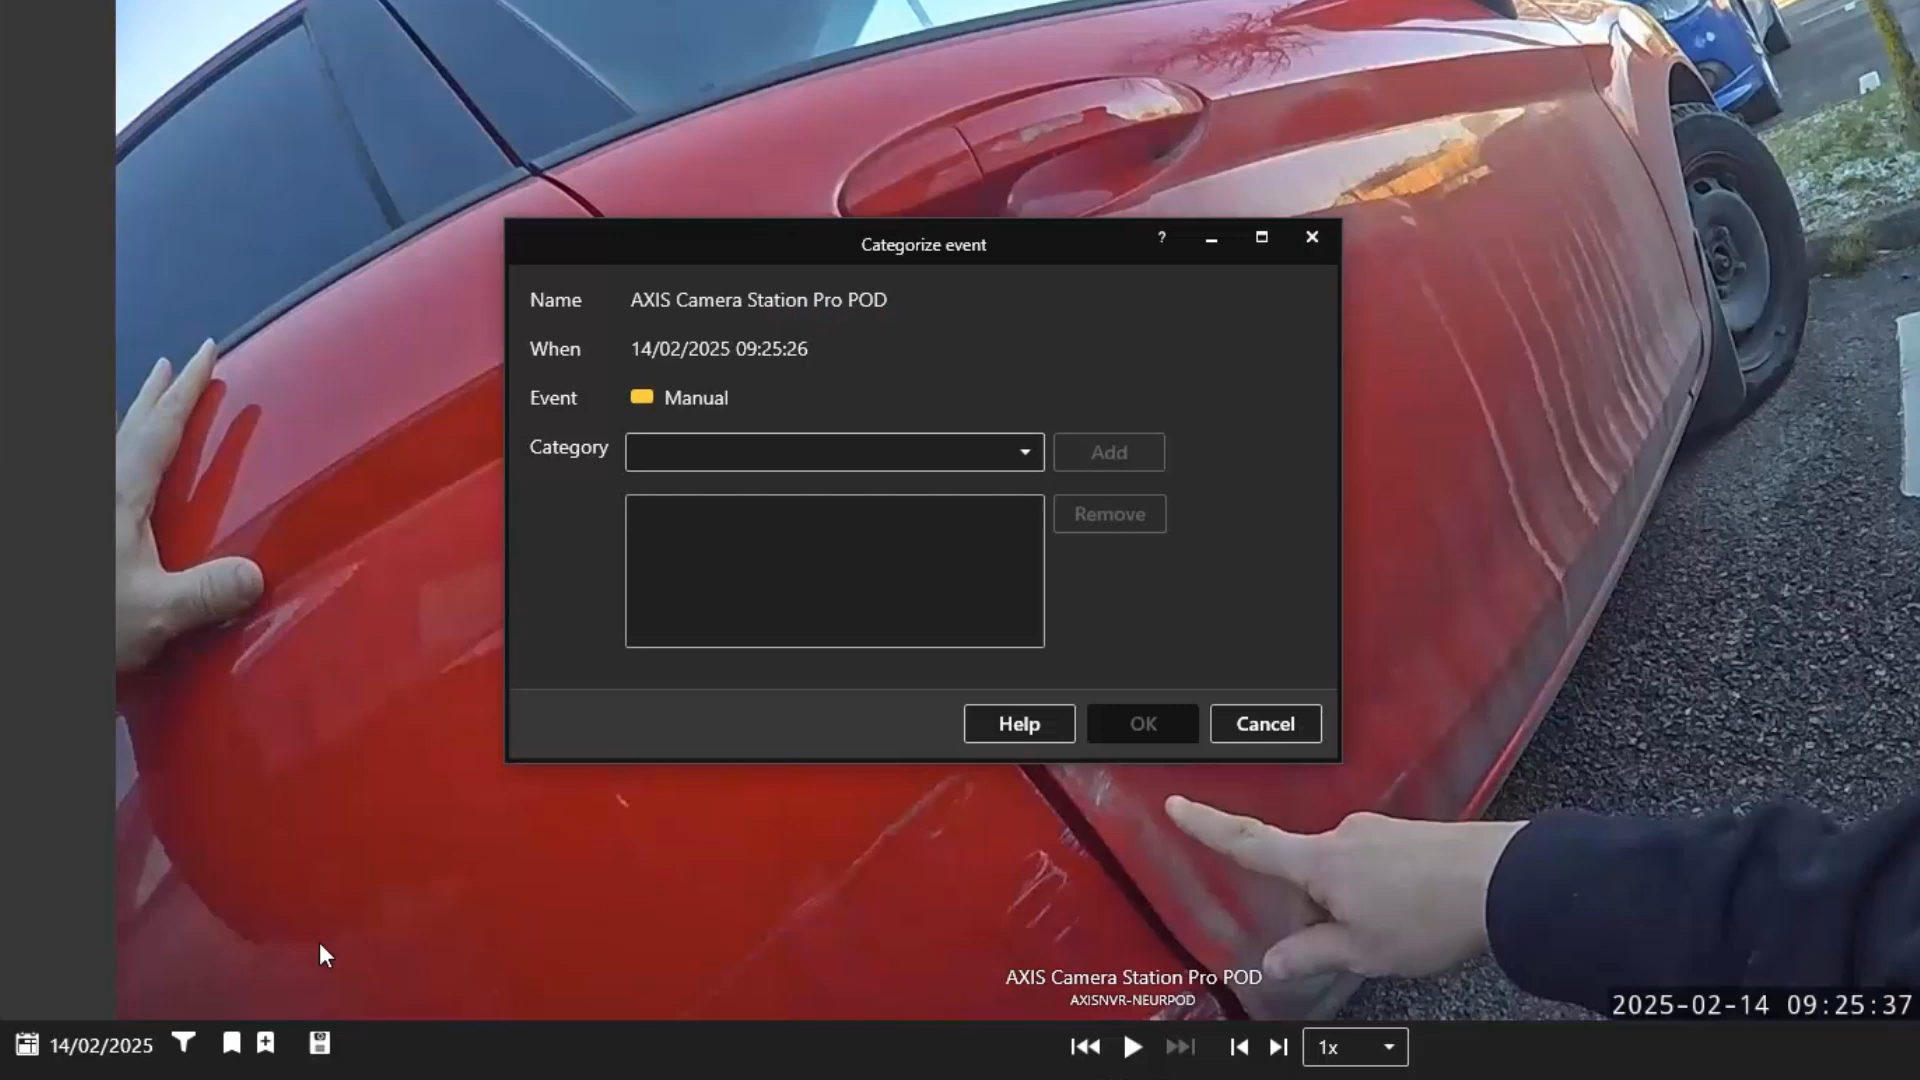 Categorize event
?
Name AXIS Camera Station Pro POD
When 14/02/2025 09:25:26
Event Manual
Category Add
Remove
Help OK Cancel
AXIS Camera Station Pro POD
AXISNVR-NEURPOD
2025-02-14 09:25:37
14/02/2025 1x